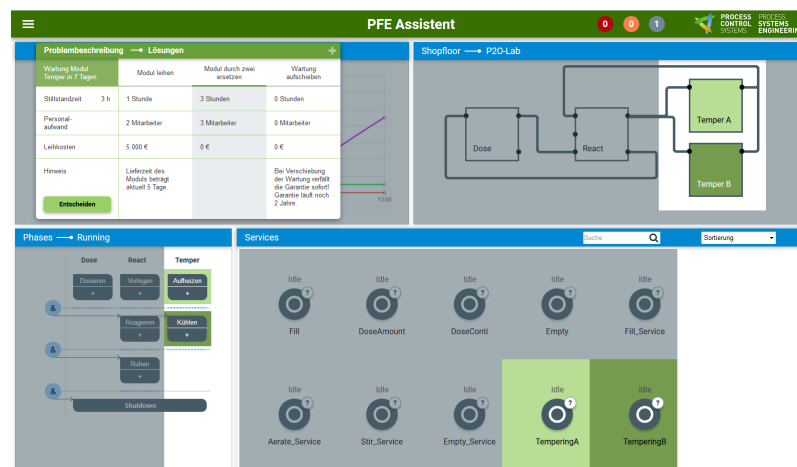 PFE Assistent
0 0 1
PROCESS CONTROL SYSTEMS
PROCESS SYSTEMS ENGINEERIN
Problembeschreibung Lösungen +
Wartung Modul Temper in 7 Tagen
Modul leihen
Modul durch zwei ersetzen
Wartung aufschieben
Stillstandzeit 3 h 1 Stunde 3 Stunden 0 Stunden
Personal-aufwand 2 Mitarbeiter 3 Mitarbeiter 0 Mitarbeiter
Leihkosten 5.000 € 0 € 0 €
Hinweis
Lieferzeit des
Moduls beträgt
aktuell 5 Tage.
Bei Verschiebung
der Wartung verfällt
die Garantie sofort!
Garantie läuft noch
2 Jahre.
Entscheiden
13:00
Shopfloor P2O-Lab
Dose
React
Temper A
Temper B
Phases Running
Dose React Temper
Dosieren Vorlegen Aufheizen
+ + +
&
Reagieren Kühlen
+ +
&
Ruhen
+
&
Shutdown
Services
Suche
Sortierung
Idle Idle Idle Idle Idle
? ? ? ? ?
Fill DoseAmount DoseConti Empty Fill_Service
Idle Idle Idle Idle Idle
? ? ? ? ?
Aerate_Service Stir_Service Empty_Service TemperingA TemperingB